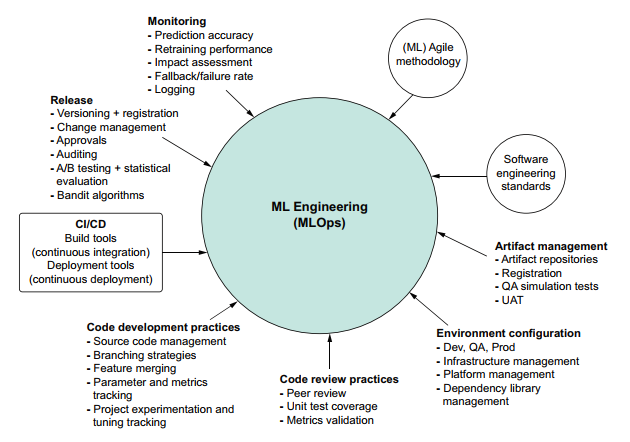 Monitoring
- Prediction accuracy
- Retraining performance
- Impact assessment
- Fallback/failure rate
- Logging
(ML) Agile
methodology
Release
- Versioning + registration
- Change management
- Approvals
- Auditing
- A/B testing + statistical
evaluation
- Bandit algorithms
Software
engineering
standards
ML Engineering
(MLOps)
CI/CD
Build tools
(continuous integration)
Deployment tools
(continuous deployment)
Artifact management
- Artifact repositories
- Registration
- QA simulation tests
- UAT
Code development practices
- Source code management
- Branching strategies
- Feature merging
- Parameter and metrics
tracking
- Project experimentation and
tuning tracking
Code review practices
- Peer review
- Unit test coverage
- Metrics validation
Environment configuration
- Dev, QA, Prod
- Infrastructure management
- Platform management
- Dependency library
management